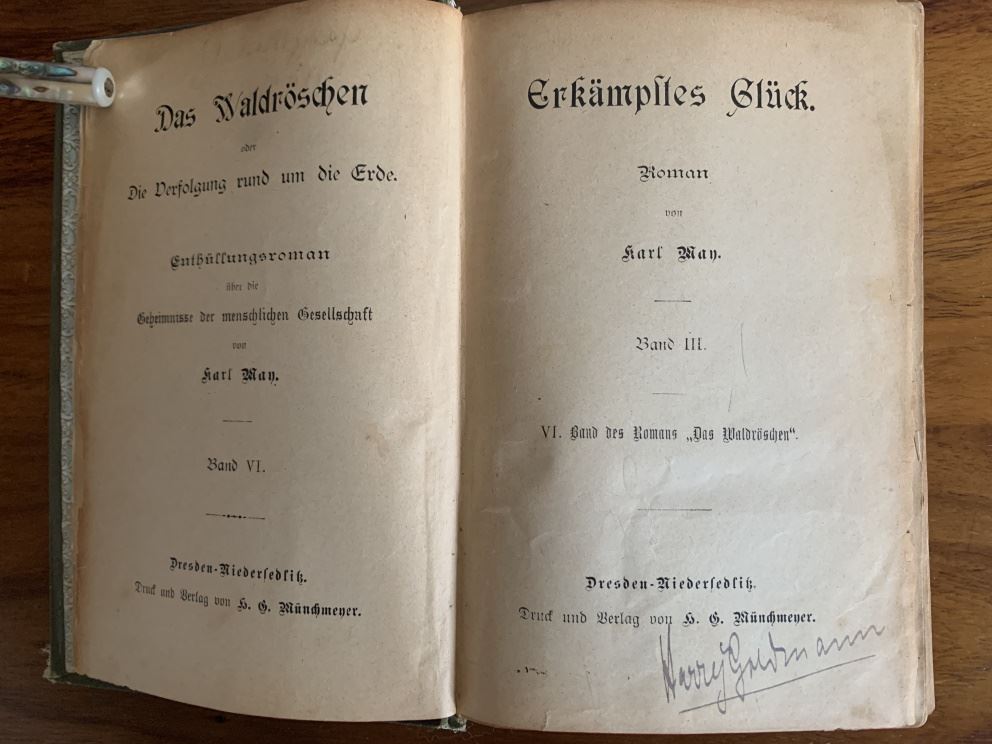 Das Waldröschen
oder
Die Verfolgung rund um die Erde.
Enthüllungsroman
über die
Geheimnisse der menschlichen Gesellschaft
von
Karl May.
Band VI.
Dresden-Niedersedlitz.
Druck und Verlag von H. G. Münchmeyer.
Erkämpftes Glück.
Roman
von
Karl May.
Band III.
VI. Band des Romans „Das Waldröschen“.
Dresden-Niedersedlitz.
Druck und Verlag von H. G. Münchmeyer.
Harry Goldmann